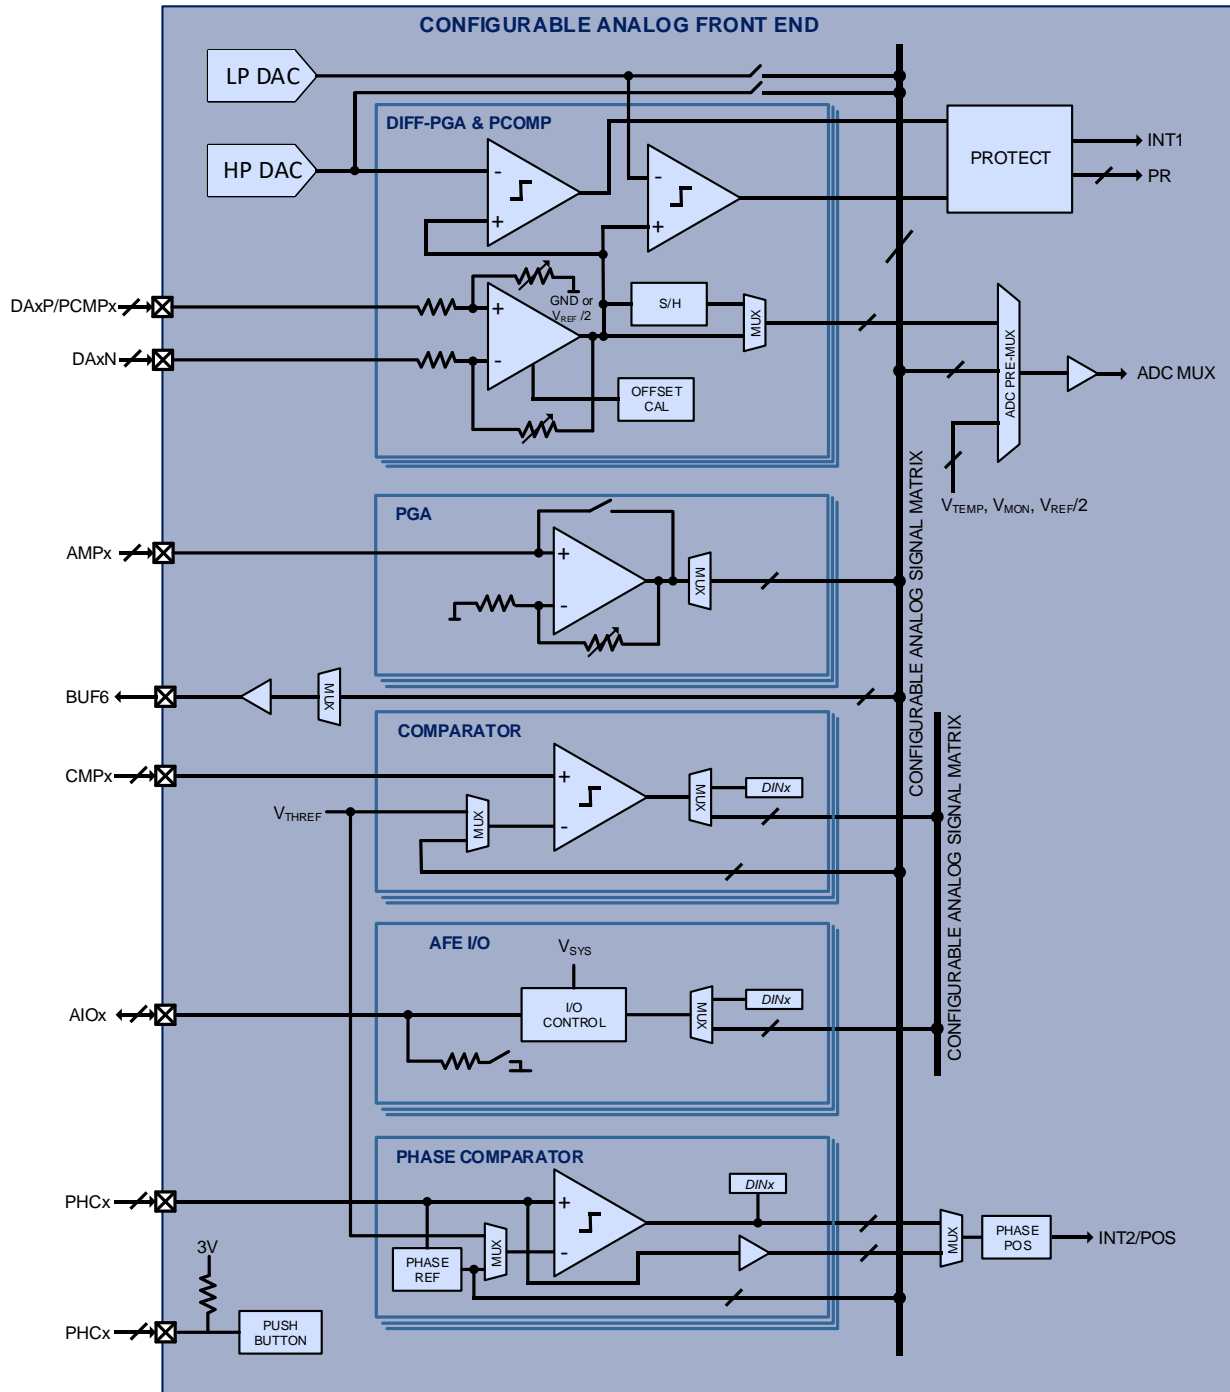 CONFIGURABLE ANALOG FRONT END
LP DAC
HP DAC
DIFF-PGA & PCOMP
-
+
-
+
PROTECT
INT1
PR
DAxP/PCMPx
DAxN
+
-
GND or
VREF /2
S/H
MUX
OFFSET
CAL
ADC PRE-MUX
ADC MUX
VTEMP, VMON, VREF/2
CONFIGURABLE ANALOG SIGNAL MATRIX
PGA
AMPx
+
-
MUX
BUF6
MUX
COMPARATOR
CMPx
VTHREF
MUX
+
-
MUX
DINx
CONFIGURABLE ANALOG SIGNAL MATRIX
AFE I/O
VSYS
AIOx
I/O
CONTROL
MUX
DINx
PHASE COMPARATOR
PHCx
PHASE
REF
MUX
+
-
DINx
MUX
PHASE
POS
INT2/POS
3V
PHCx
PUSH
BUTTON